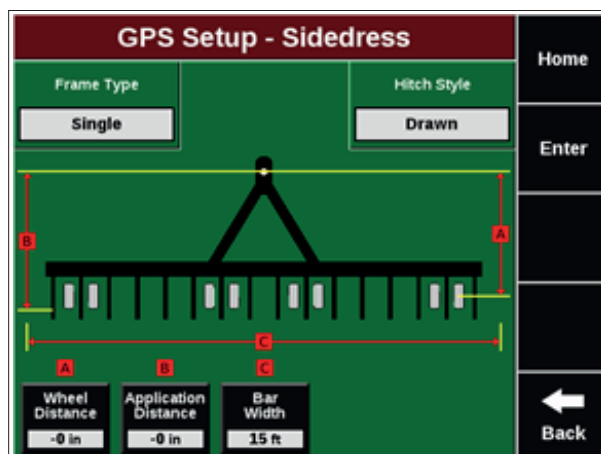 GPS Setup - Sidedress
Home
Frame Type
Hitch Style
Single
Drawn
Enter
B
A
C
A
B
C
Wheel
Distance
Application
Distance
Bar
Width
-0 in
-0 in
15 ft
Back